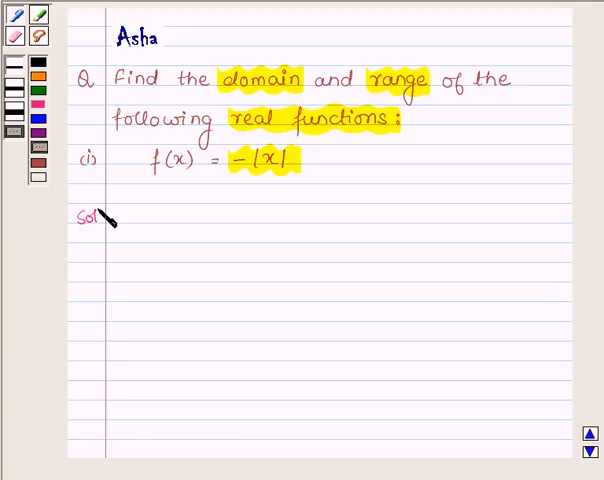 Asha
Q Find the domain and range of the
following real functions:
(i) f(x) = -|x|
Sol